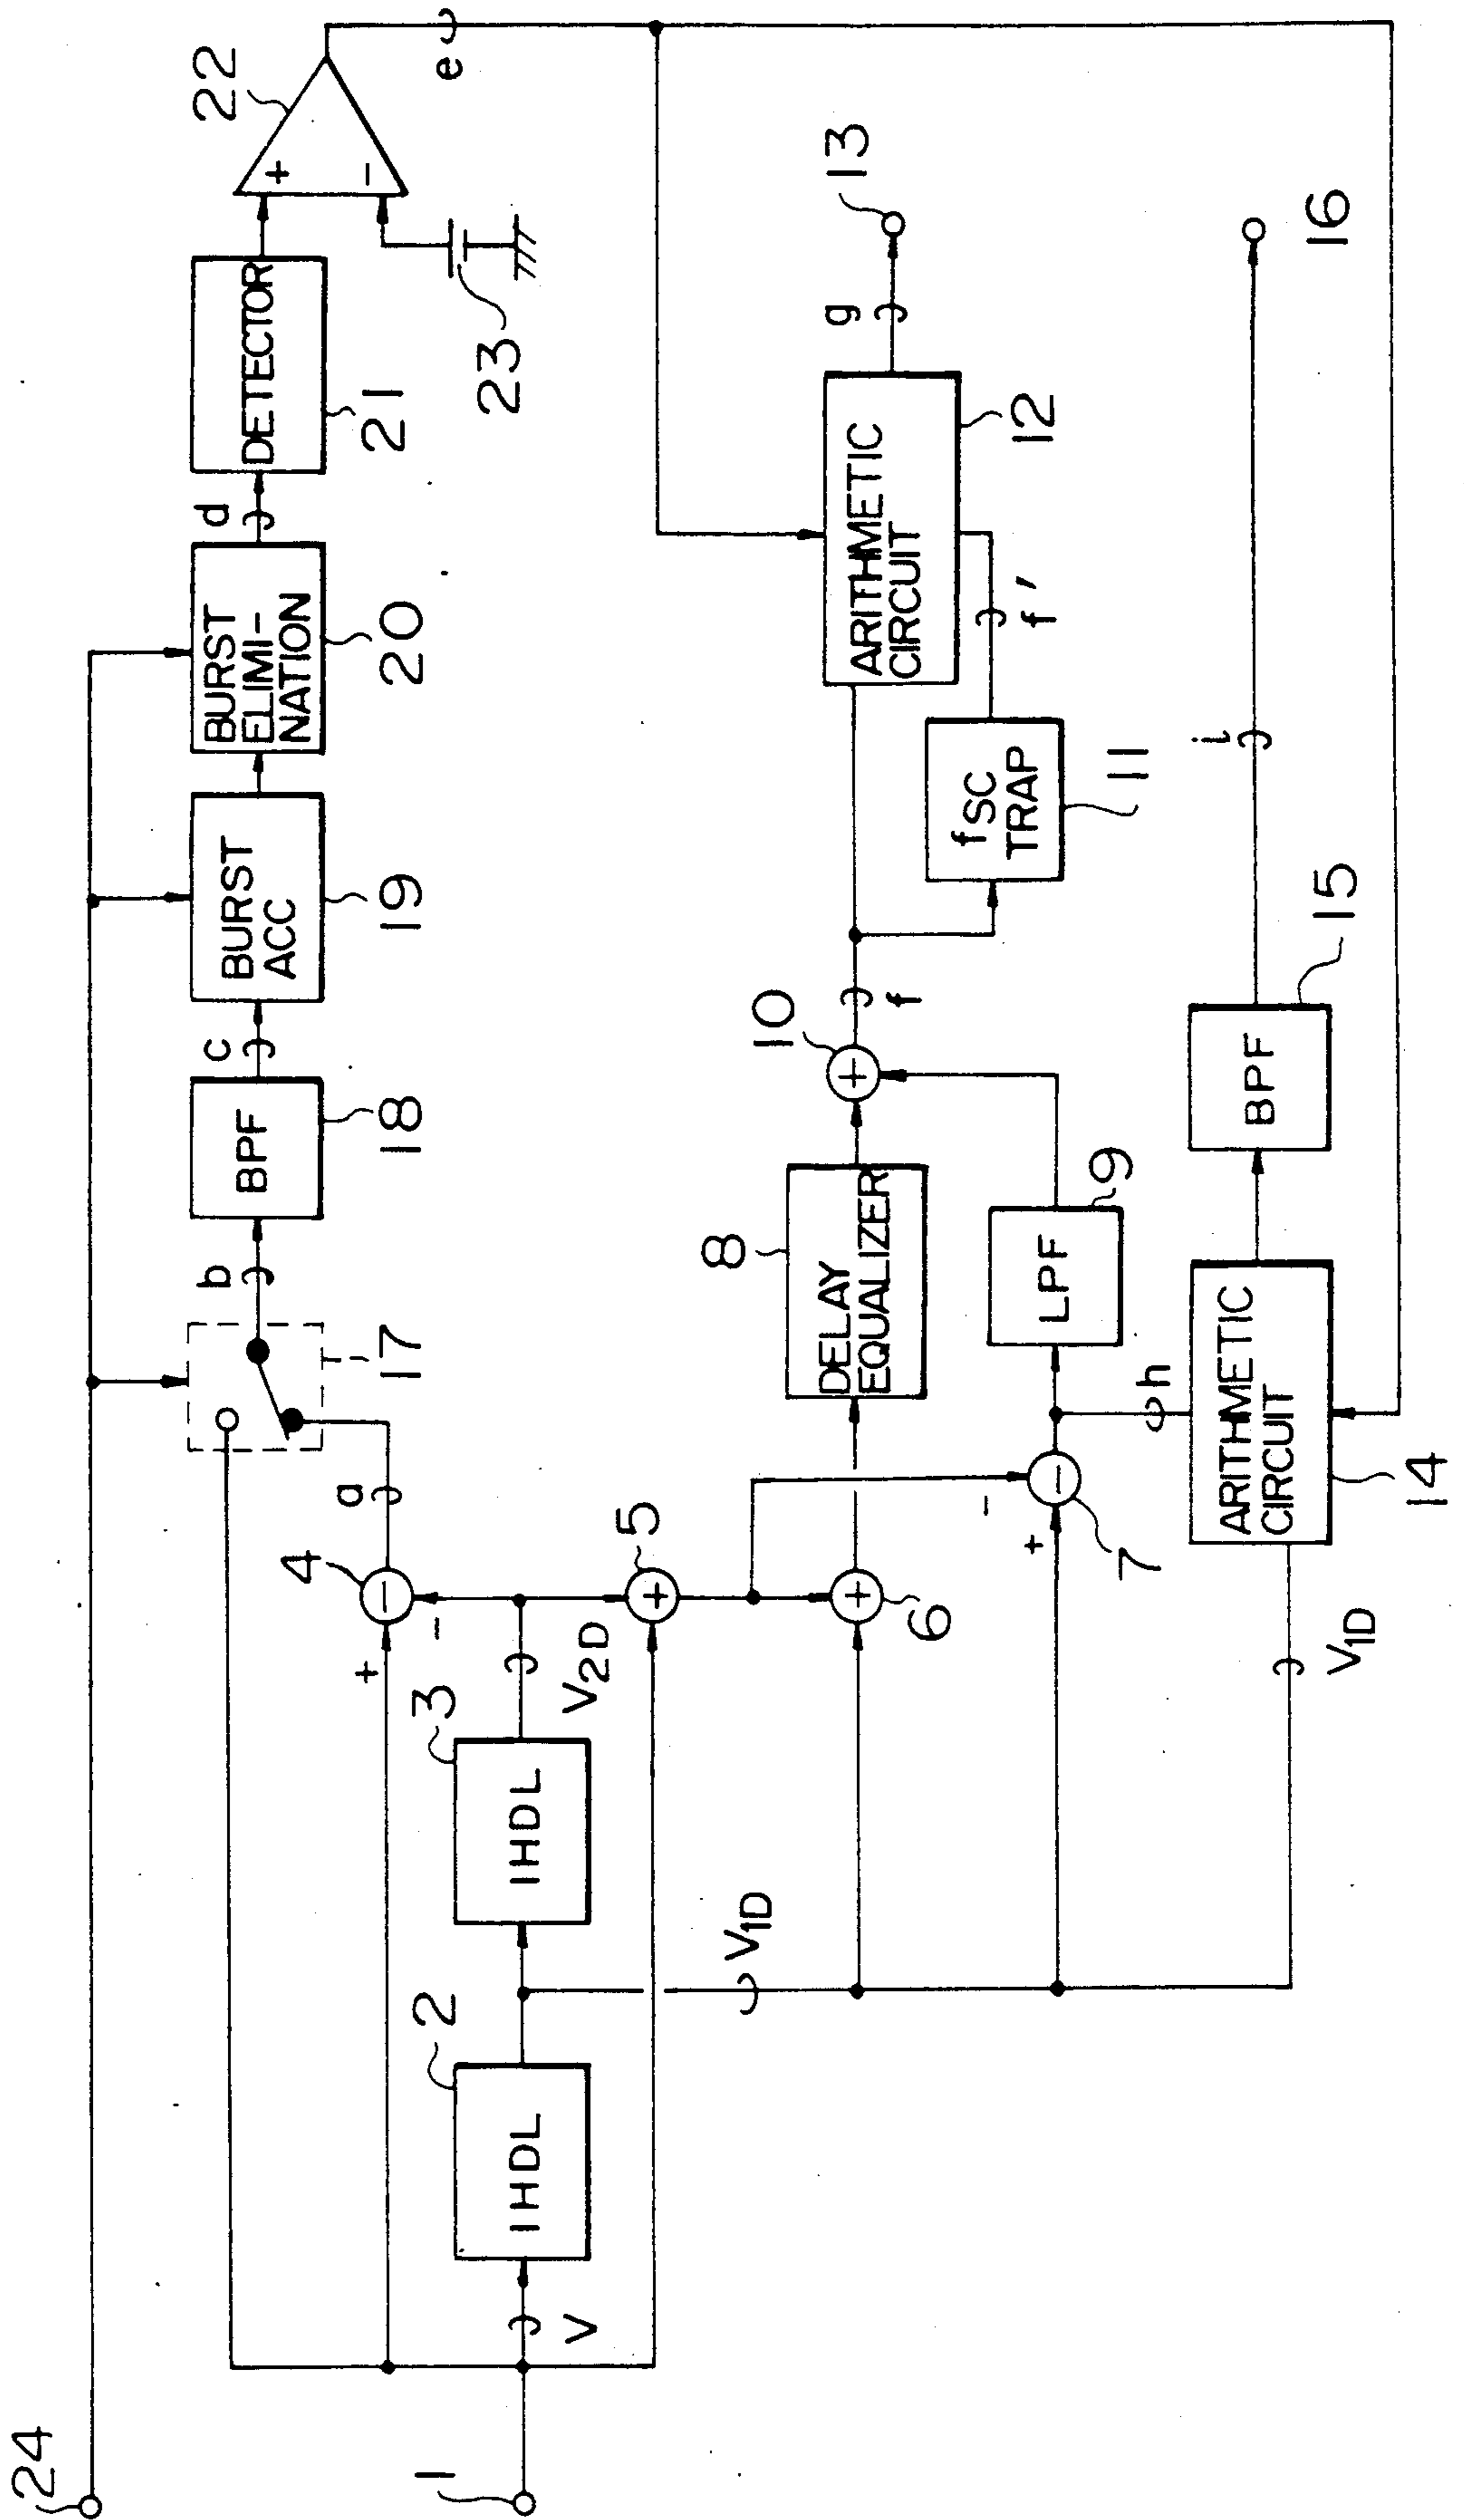 24
22
e
+
−
DETECTOR
21
23
d
BURST
ELIMI-
NATION
20
BURST
ACC
19
c
BPF
18
b
17
a
4
+
−
5
3
1HDL
V2D
2
1HDL
V
1
V1D
6
+
−
7
8
DELAY
EQUALIZER
LPF
9
10
f
fSC
TRAP
11
f'
ARITHMETIC
CIRCUIT
12
g
13
h
ARITHMETIC
CIRCUIT
14
V1D
BPF
15
i
16